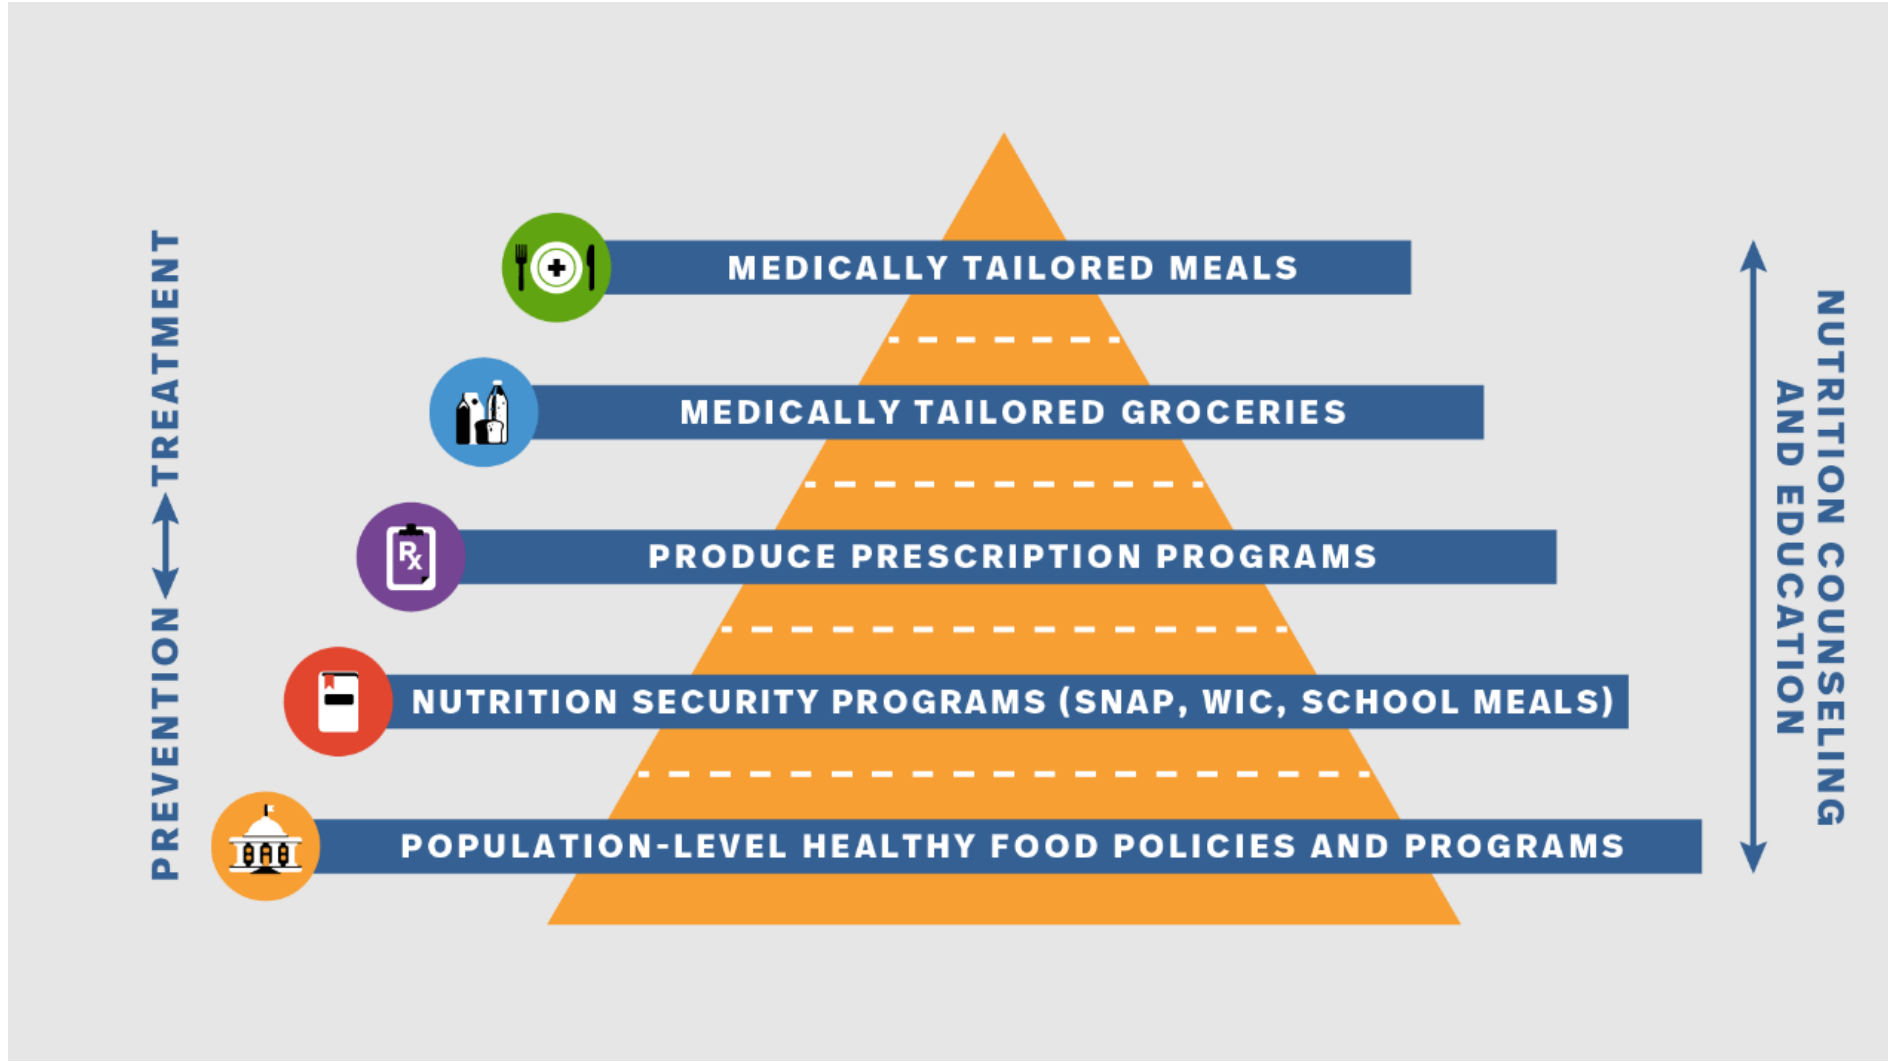 MEDICALLY TAILORED MEALS
MEDICALLY TAILORED GROCERIES
Rx
PRODUCE PRESCRIPTION PROGRAMS
NUTRITION SECURITY PROGRAMS (SNAP, WIC, SCHOOL MEALS)
POPULATION-LEVEL HEALTHY FOOD POLICIES AND PROGRAMS
PREVENTION
TREATMENT
NUTRITION COUNSELING
AND EDUCATION